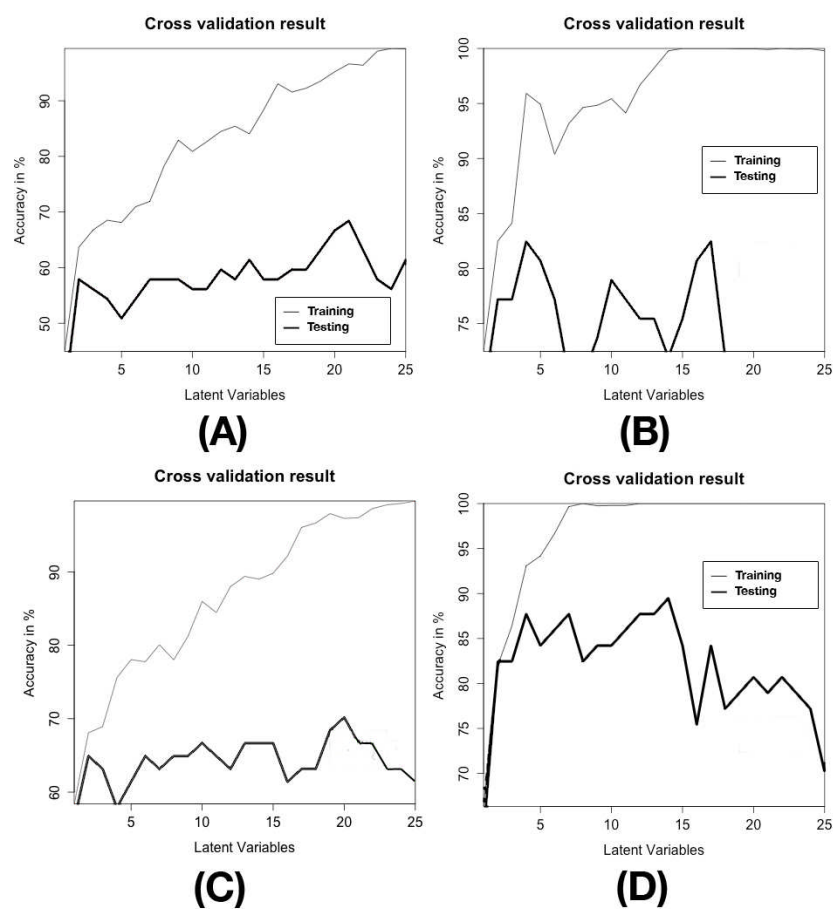 Cross validation result
Accuracy in %
90
80
70
60
50
Training
Testing
5 10 15 20 25
Latent Variables
(A)
Cross validation result
Accuracy in %
100
95
90
85
80
75
Training
Testing
5 10 15 20 25
Latent Variables
(B)
Cross validation result
Accuracy in %
90
80
70
60
5 10 15 20 25
Latent Variables
(C)
Cross validation result
Accuracy in %
100
95
90
85
80
75
70
Training
Testing
5 10 15 20 25
Latent Variables
(D)